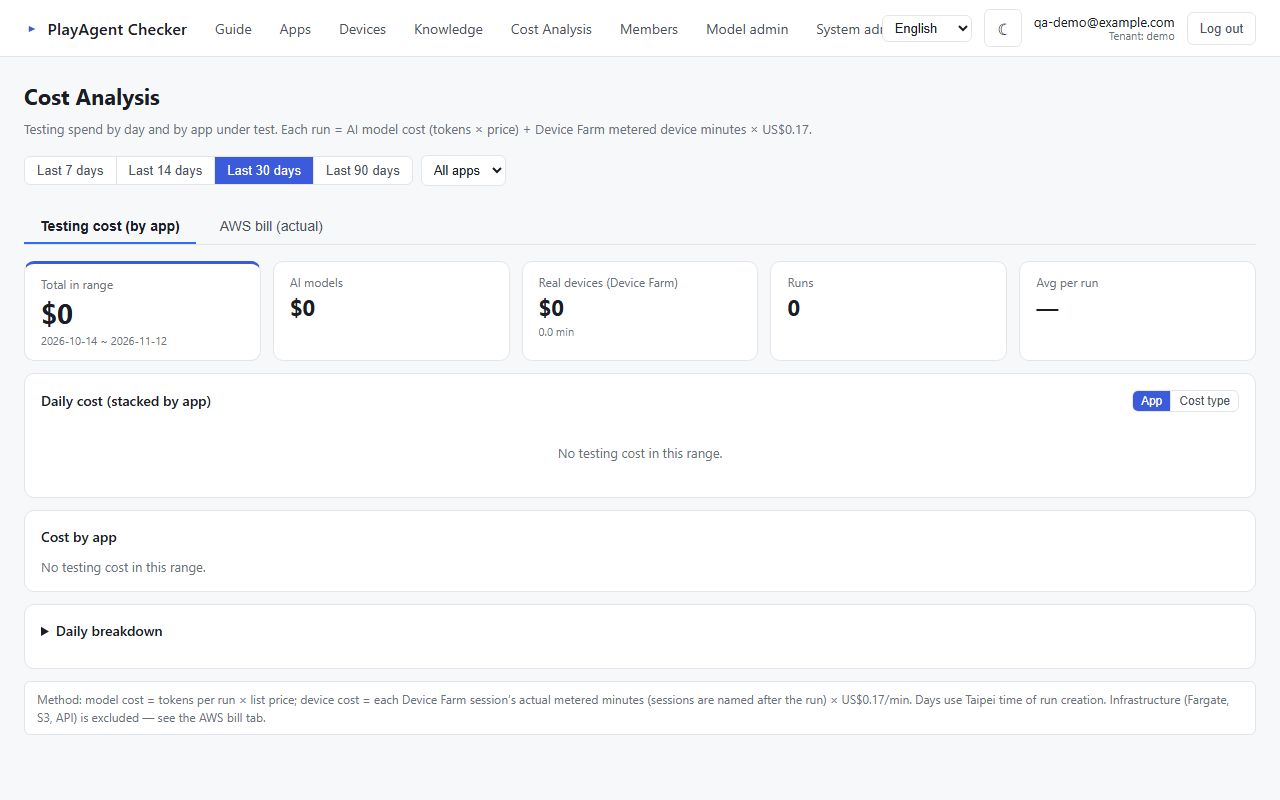 PlayAgent Checker
Guide
Apps
Devices
Knowledge
Cost Analysis
Members
Model admin
System adr
English
qa-demo@example.com
Tenant: demo
Log out
Cost Analysis
Testing spend by day and by app under test. Each run = AI model cost (tokens × price) + Device Farm metered device minutes × US$0.17.
Last 7 days
Last 14 days
Last 30 days
Last 90 days
All apps
Testing cost (by app)
AWS bill (actual)
Total in range
$0
2026-10-14 ~ 2026-11-12
AI models
$0
Real devices (Device Farm)
$0
0.0 min
Runs
0
Avg per run
—
Daily cost (stacked by app)
App
Cost type
No testing cost in this range.
Cost by app
No testing cost in this range.
Daily breakdown
Method: model cost = tokens per run × list price; device cost = each Device Farm session's actual metered minutes (sessions are named after the run) × US$0.17/min. Days use Taipei time of run creation. Infrastructure (Fargate,
S3, API) is excluded — see the AWS bill tab.